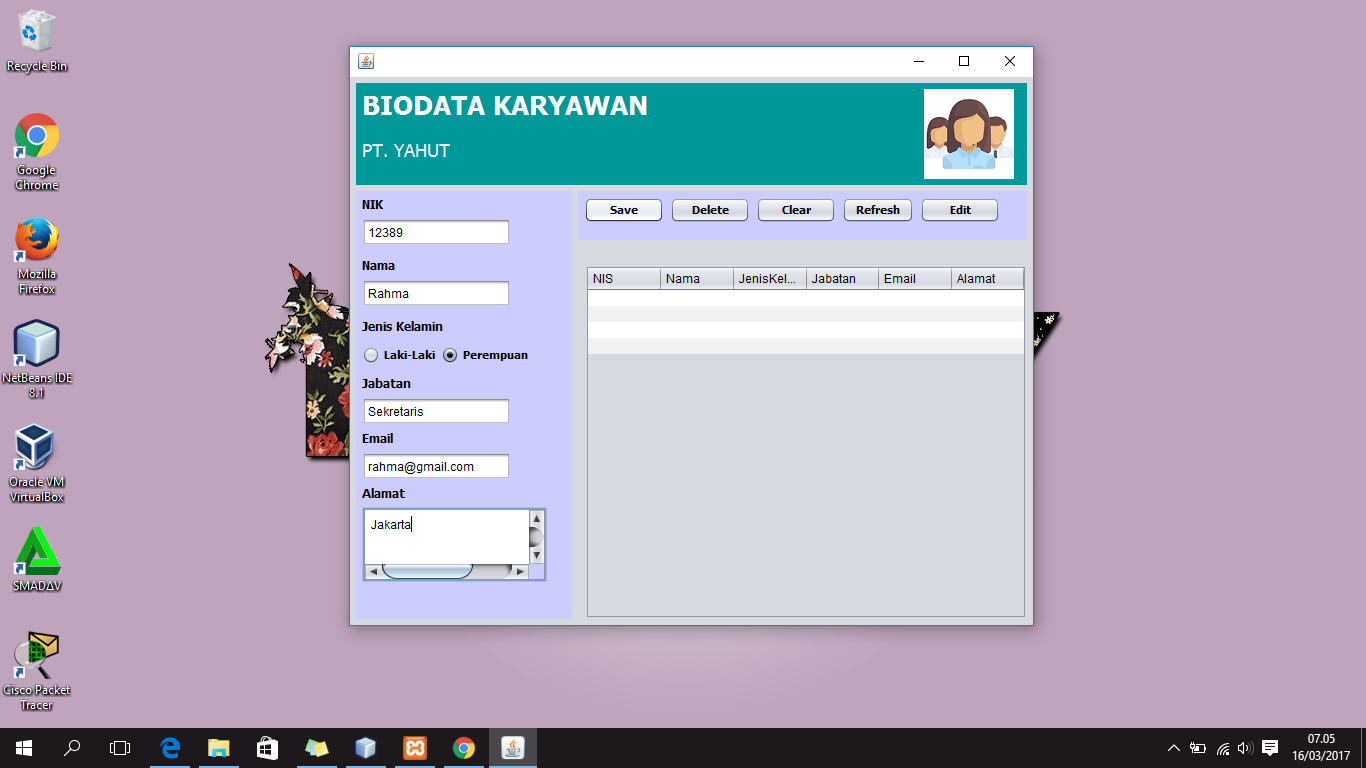 Recycle Bin
Google
Chrome
Mozilla
Firefox
NetBeans IDE
8.1
Oracle VM
VirtualBox
SMADΔV
Cisco Packet
Tracer
BIODATA KARYAWAN
PT. YAHUT
NIK
12389
Nama
Rahma
Jenis Kelamin
Laki-Laki Perempuan
Jabatan
Sekretaris
Email
rahma@gmail.com
Alamat
Jakarta
Save Delete Clear Refresh Edit
NIS Nama JenisKel... Jabatan Email Alamat
07.05
16/03/2017